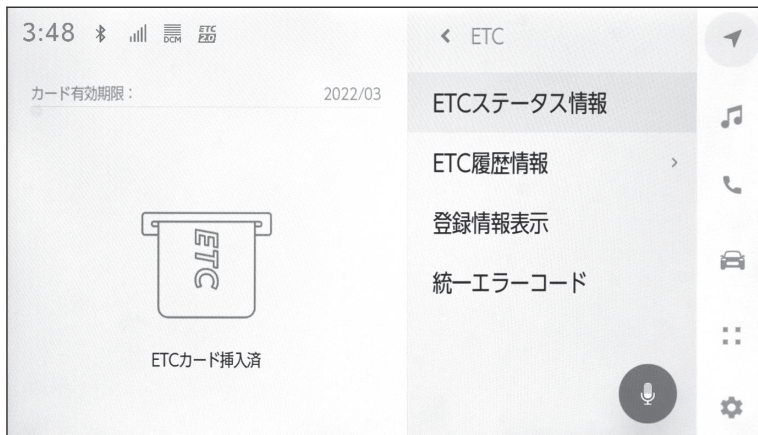 3:48
DCM
ETC
2.0
カード有効期限：
2022/03
ETC
ETCカード挿入済
ETC
ETCステータス情報
ETC履歴情報
登録情報表示
統一エラーコード